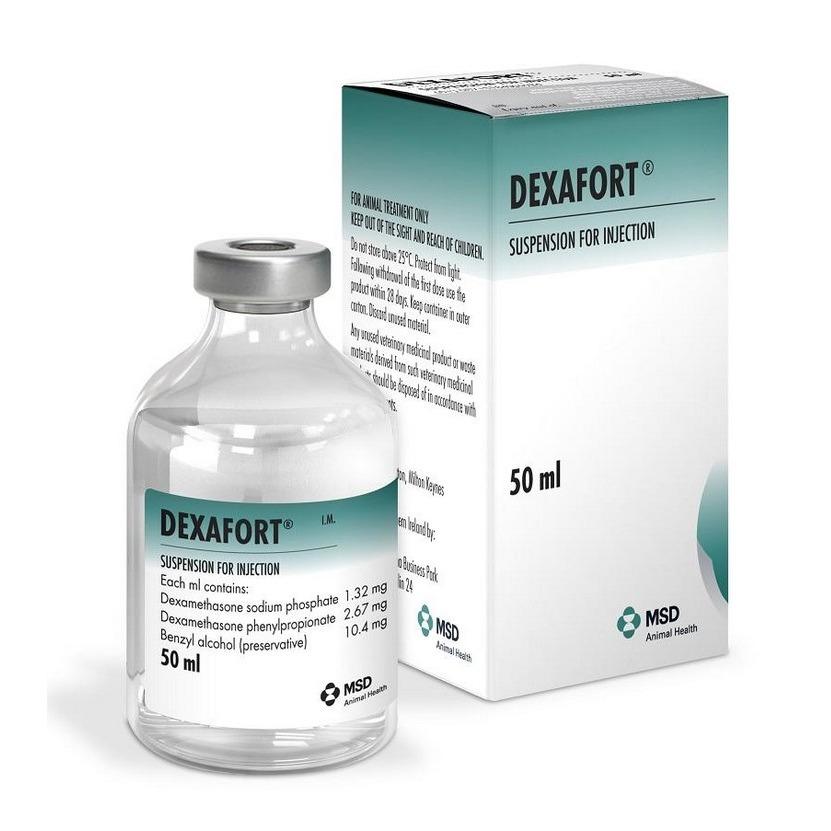 DEXAFORT®
SUSPENSION FOR INJECTION
50 ml
MSD
Animal Health
FOR ANIMAL TREATMENT ONLY
KEEP OUT OF THE SIGHT AND REACH OF CHILDREN.
Do not store above 25°C. Protect from light.
Following withdrawal of the first dose use the
product within 28 days. Keep container in outer
carton. Discard unused material.
Any unused veterinary medicinal product or waste
materials derived from such veterinary medicinal
should be disposed of in accordance with
Milton Keynes
Ireland by:
Business Park
24
MSD
Animal Health
DEXAFORT® I.M.
SUSPENSION FOR INJECTION
Each ml contains:
Dexamethasone sodium phosphate 1.32 mg
Dexamethasone phenylpropionate 2.67 mg
Benzyl alcohol (preservative) 10.4 mg
50 ml
MSD
Animal Health